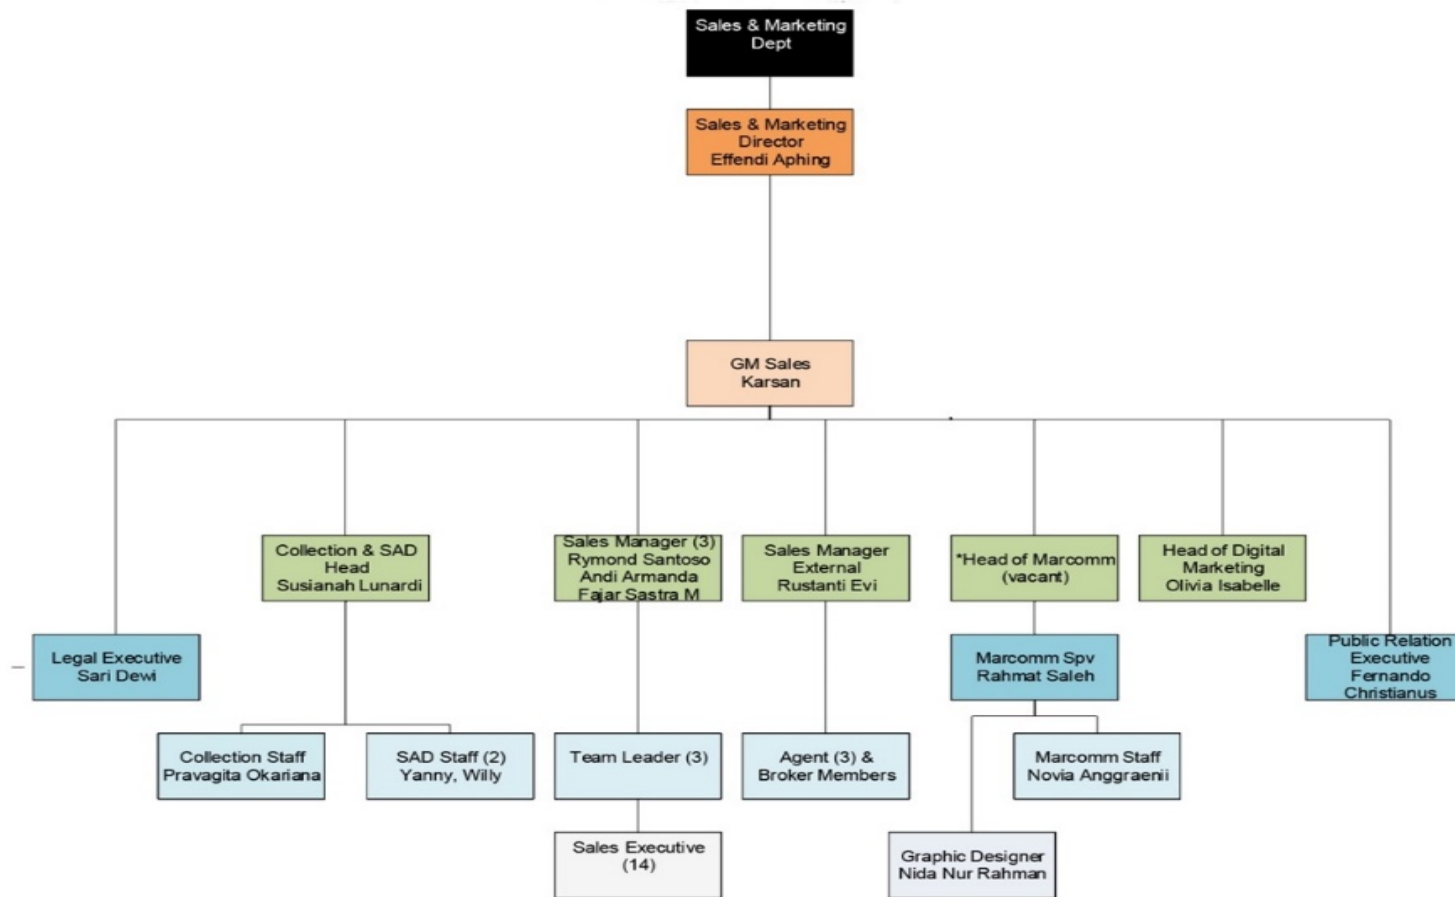 Sales & Marketing
Dept
Sales & Marketing
Director
Effendi Aphing
GM Sales
Karsan
Collection & SAD
Head
Susianah Lunardi
Sales Manager (3)
Rymond Santoso
Andi Armanda
Fajar Sastra M
Sales Manager
External
Rustanti Evi
*Head of Marcomm
(vacant)
Head of Digital
Marketing
Olivia Isabelle
Legal Executive
Sari Dewi
Marcomm Spv
Rahmat Saleh
Public Relation
Executive
Fernando
Christianus
Collection Staff
Pravagita Okariana
SAD Staff (2)
Yanny, Willy
Team Leader (3)
Agent (3) &
Broker Members
Marcomm Staff
Novia Anggraenii
Sales Executive
(14)
Graphic Designer
Nida Nur Rahman